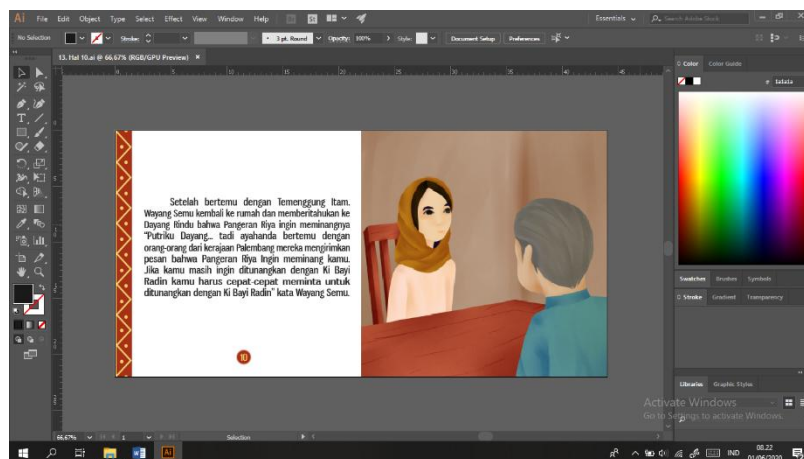 Ai File Edit Object Type Select Effect View Window Help
Essentials
Search Adobe Stock
No Selection Stroke: 3 pt. Round Opacity: 100% Style: Document Setup Preferences
13. Hal 10.ai @ 66,67% (RGB/GPU Preview)
Color Color Guide
Setelah bertemu dengan Temenggung Itam.
Wayang Semu kembali ke rumah dan memberitahukan ke
Dayang Rindu bahwa Pangeran Riya ingin meminangnya
"Putriku Dayang... tadi ayahanda bertemu dengan
orang-orang dari kerajaan Palembang mereka mengirimkan
pesan bahwa Pangeran Riya Ingin meminang kamu.
Jika kamu masih ingin ditunangkan dengan Ki Bayi
Radin kamu harus cepat-cepat meminta untuk
ditunangkan dengan Ki Bayi Radin" kata Wayang Semu.
10
Swatches Brushes Symbols
Stroke Gradient Transparency
Libraries Graphic Styles
Activate Windows
Go to Settings to activate Windows.
66,67% 1 Selection
IND
08.22
01/06/2020